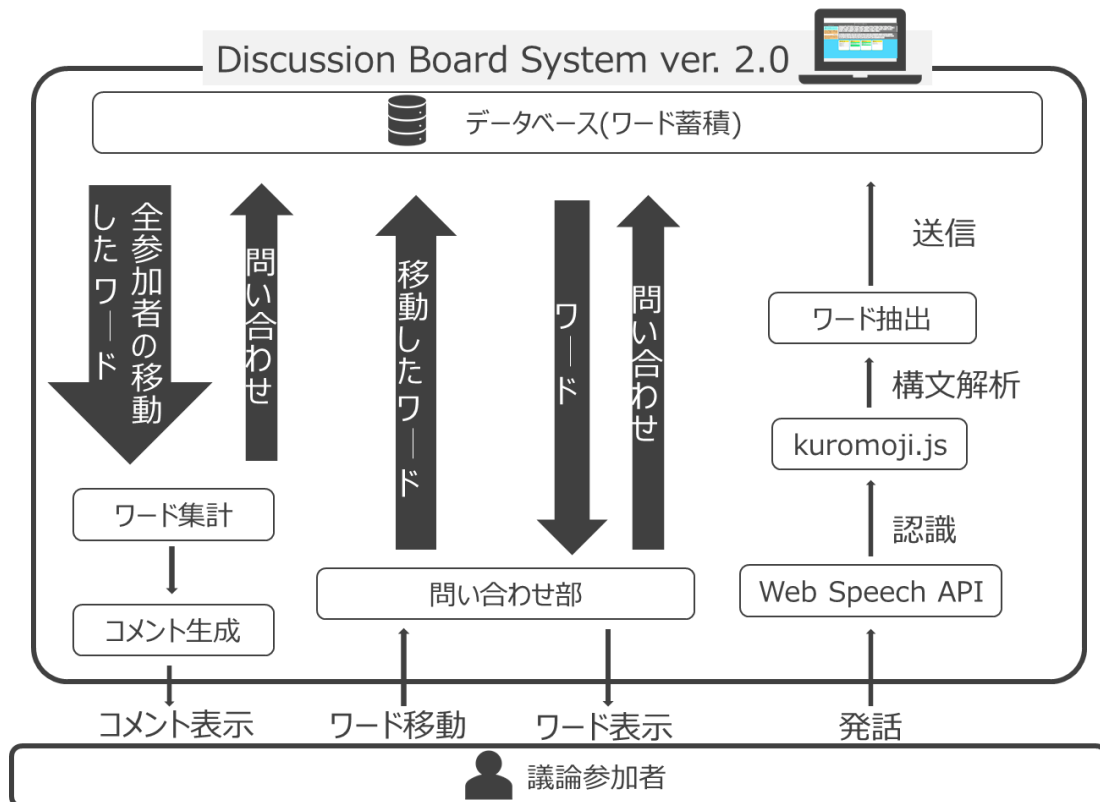 Discussion Board System ver. 2.0
データベース(ワード蓄積)
全参加者の移動
したワード
問い合わせ
移動したワード
ワード
問い合わせ
送信
ワード抽出
構文解析
kuromoji.js
認識
Web Speech API
ワード集計
コメント生成
問い合わせ部
コメント表示
ワード移動
ワード表示
発話
議論参加者